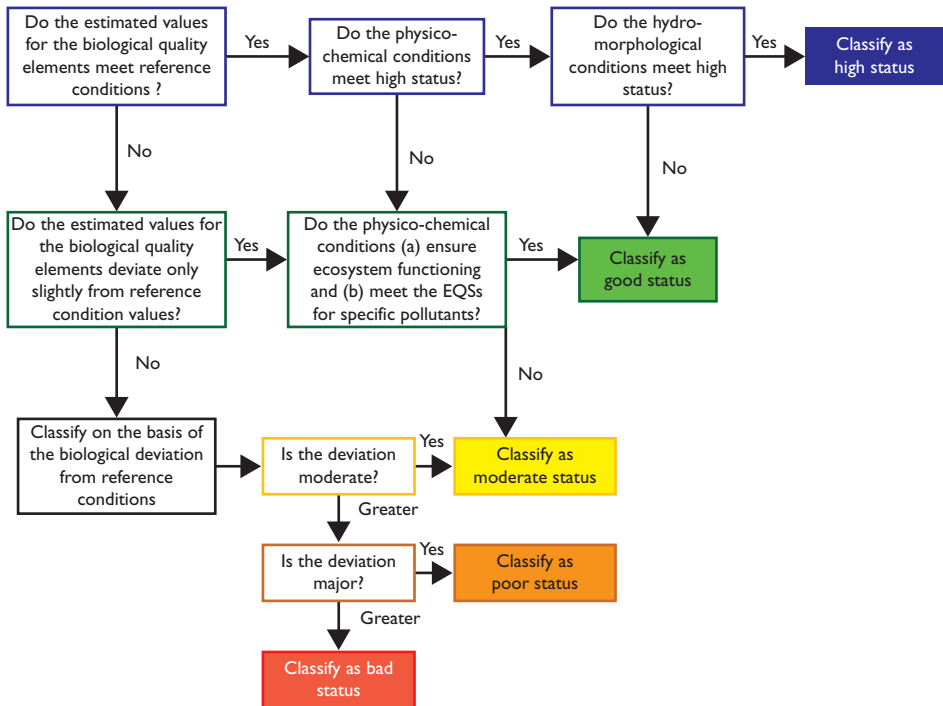 Do the estimated values
for the biological quality
elements meet reference
conditions ?
Yes
Do the physico-
chemical conditions
meet high status?
Yes
Do the hydro-
morphological
conditions meet high
status?
Yes
Classify as
high status
No
No
No
Do the estimated values for
the biological quality
elements deviate only
slightly from reference
condition values?
Yes
Do the physico-chemical
conditions (a) ensure
ecosystem functioning
and (b) meet the EQSs
for specific pollutants?
Yes
Classify as
good status
No
No
Classify on the basis of
the biological deviation
from reference
conditions
Is the deviation
moderate?
Yes
Classify as
moderate status
Greater
Is the deviation
major?
Yes
Classify as
poor status
Greater
Classify as bad
status